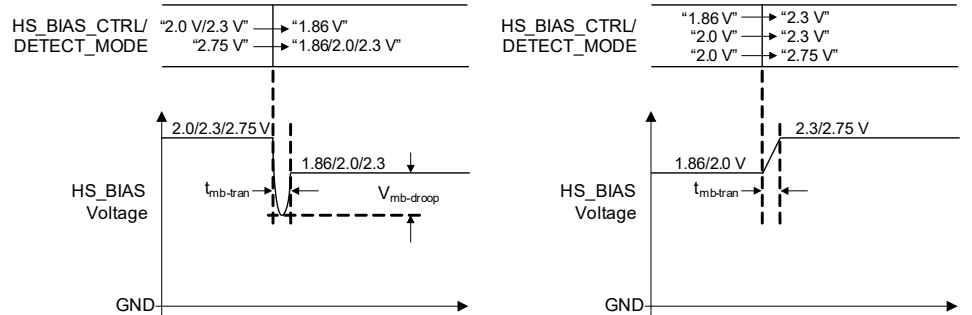 HS_BIAS_CTRL/
DETECT_MODE
“2.0 V/2.3 V” “1.86 V”
“2.75 V” “1.86/2.0/2.3 V”
2.0/2.3/2.75 V
1.86/2.0/2.3
tmb-tran
Vmb-droop
HS_BIAS
Voltage
GND
HS_BIAS_CTRL/
DETECT_MODE
“1.86 V” “2.3 V”
“2.0 V” “2.3 V”
“2.0 V” “2.75 V”
2.3/2.75 V
1.86/2.0 V
HS_BIAS
Voltage
tmb-tran
GND